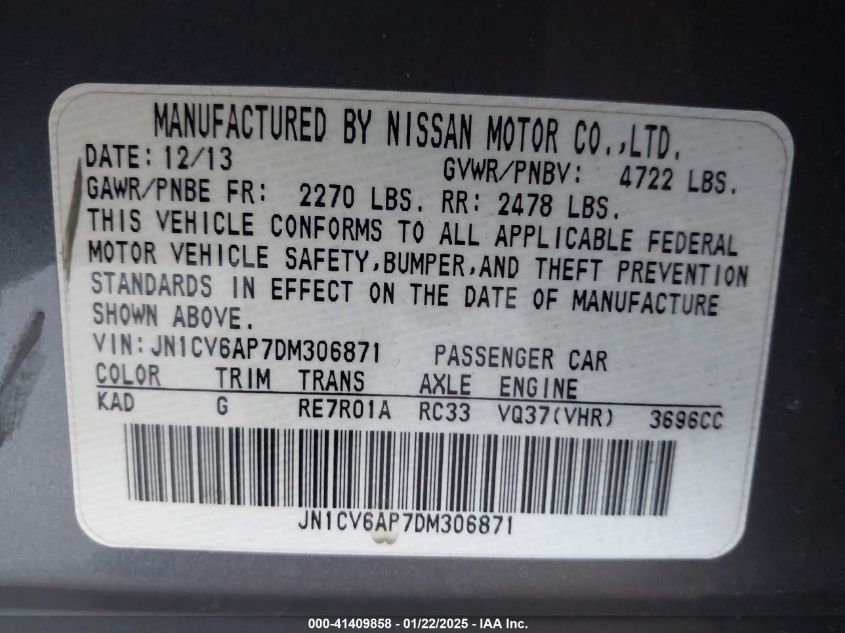 MANUFACTURED BY NISSAN MOTOR CO.,LTD.
DATE: 12/13 GVWR/PNBV: 4722 LBS.
GAWR/PNBE FR: 2270 LBS. RR: 2478 LBS.
THIS VEHICLE CONFORMS TO ALL APPLICABLE FEDERAL
MOTOR VEHICLE SAFETY,BUMPER,AND THEFT PREVENTION
STANDARDS IN EFFECT ON THE DATE OF MANUFACTURE
SHOWN ABOVE.
VIN:JN1CV6AP7DM306871 PASSENGER CAR
COLOR TRIM TRANS AXLE ENGINE
KAD G RE7R01A RC33 VQ37(VHR) 3696CC
JN1CV6AP7DM306871
000-41409858 - 01/22/2025 - IAA Inc.